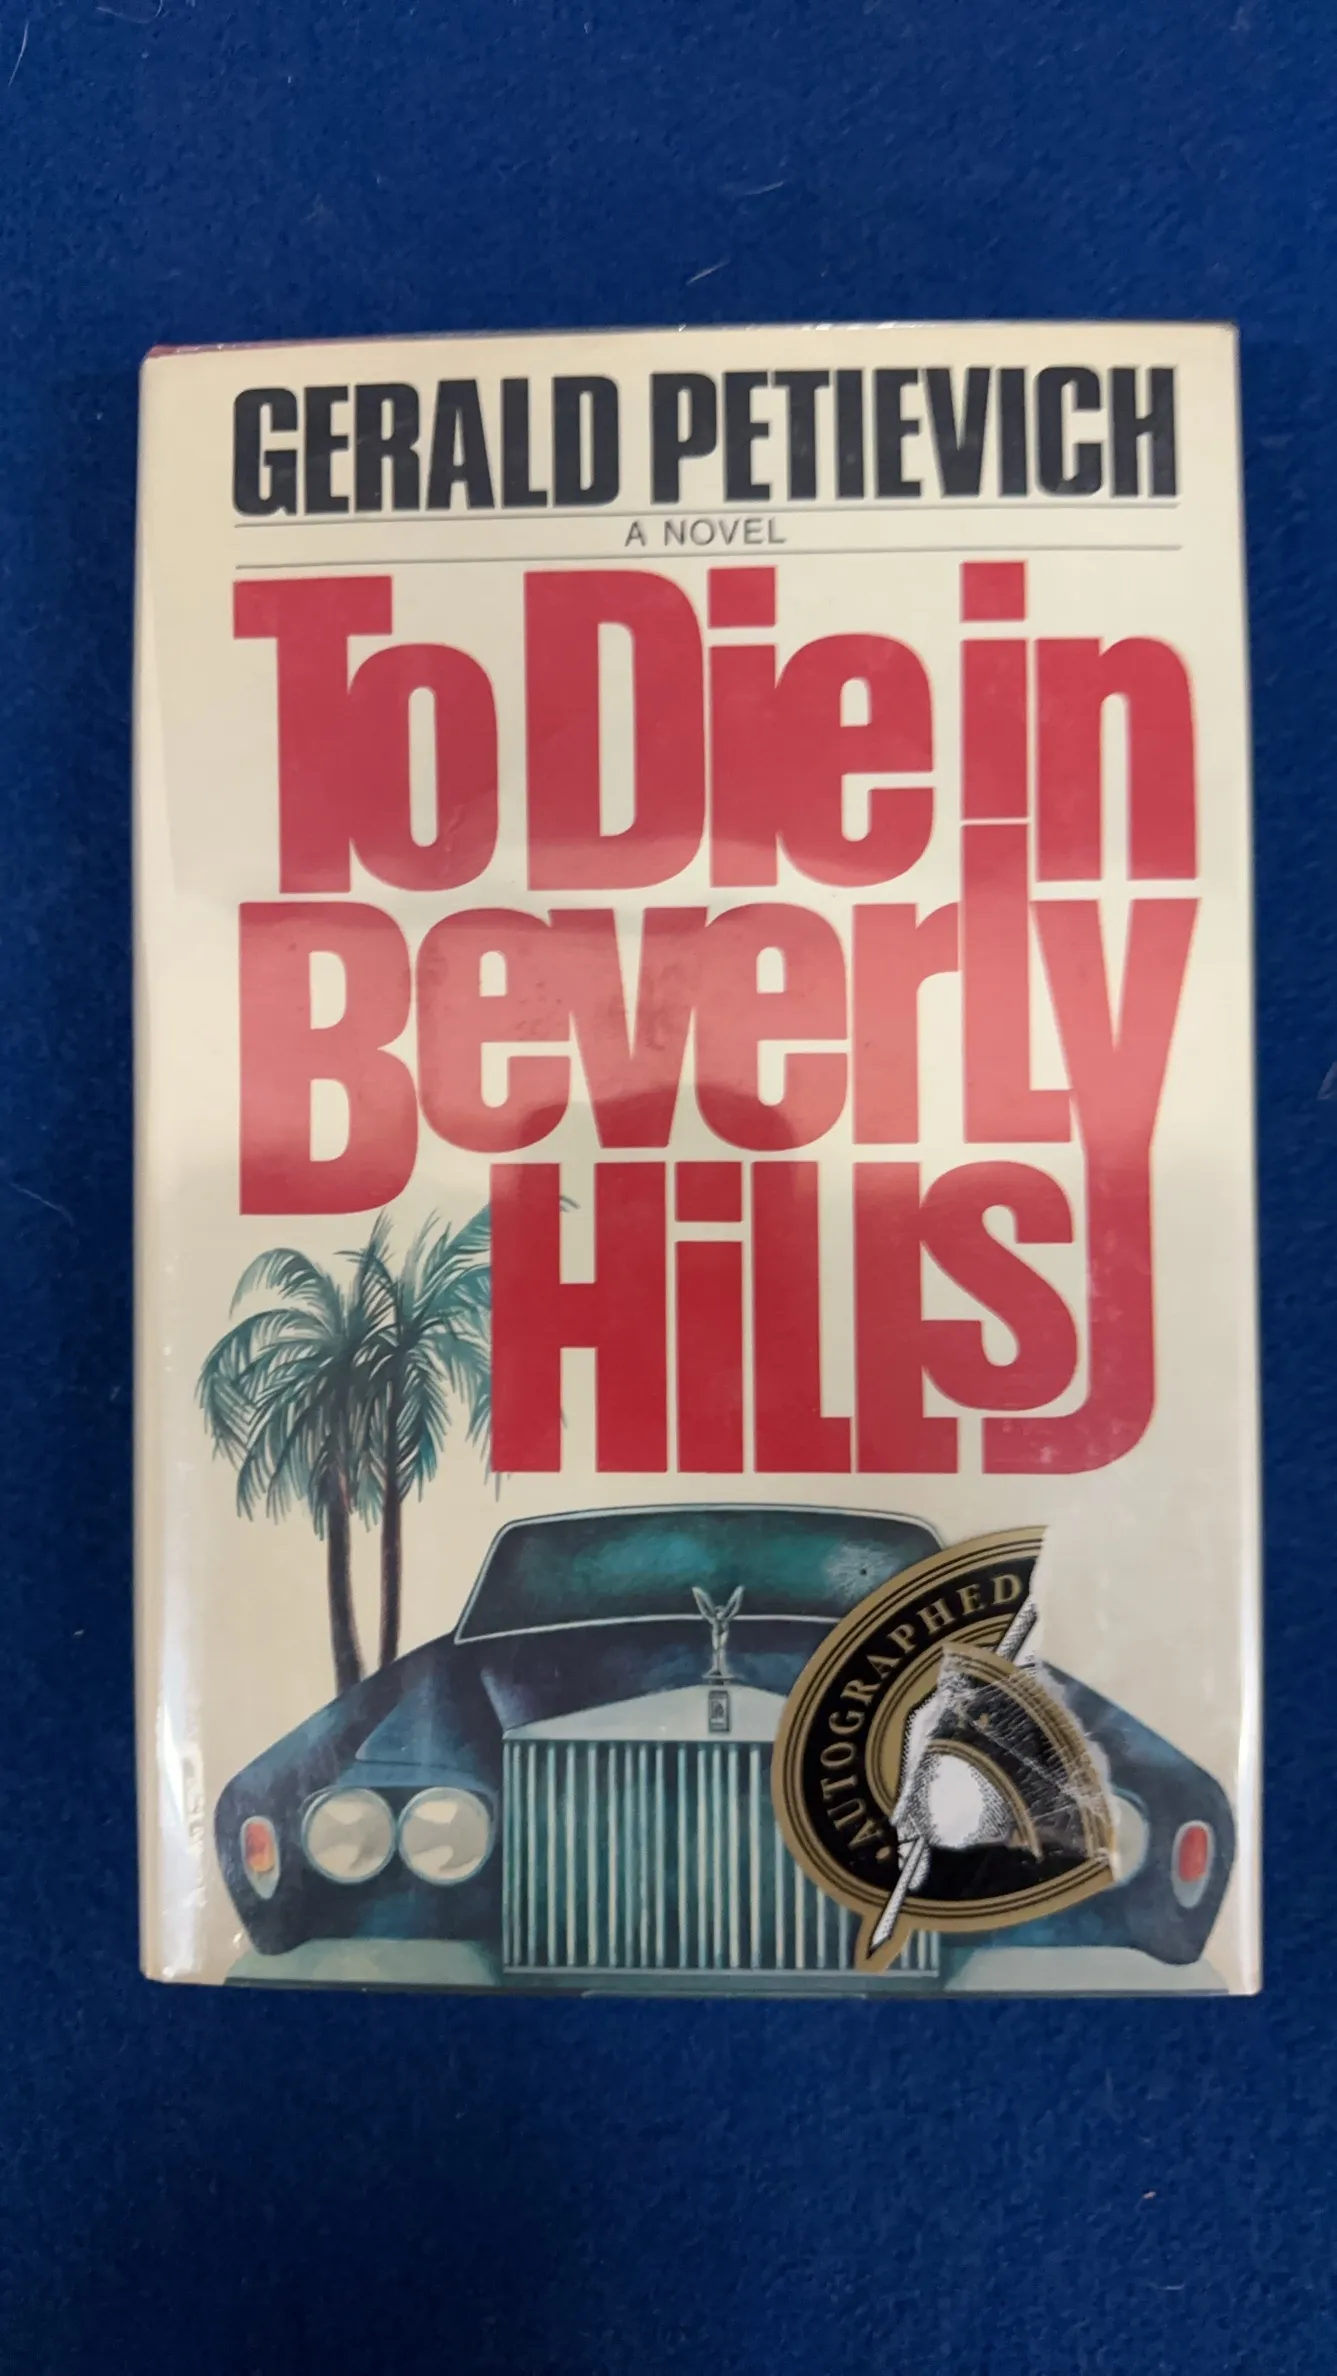 GERALD PETIEVICH
A NOVEL
To Die in
Beverly
Hills
AUTOGRAPHED